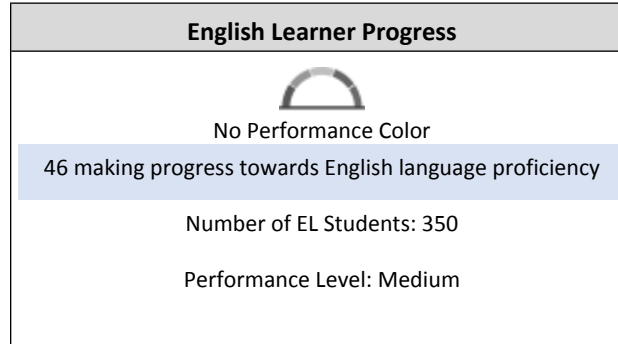 English Learner Progress
No Performance Color
46 making progress towards English language proficiency
Number of EL Students: 350
Performance Level: Medium